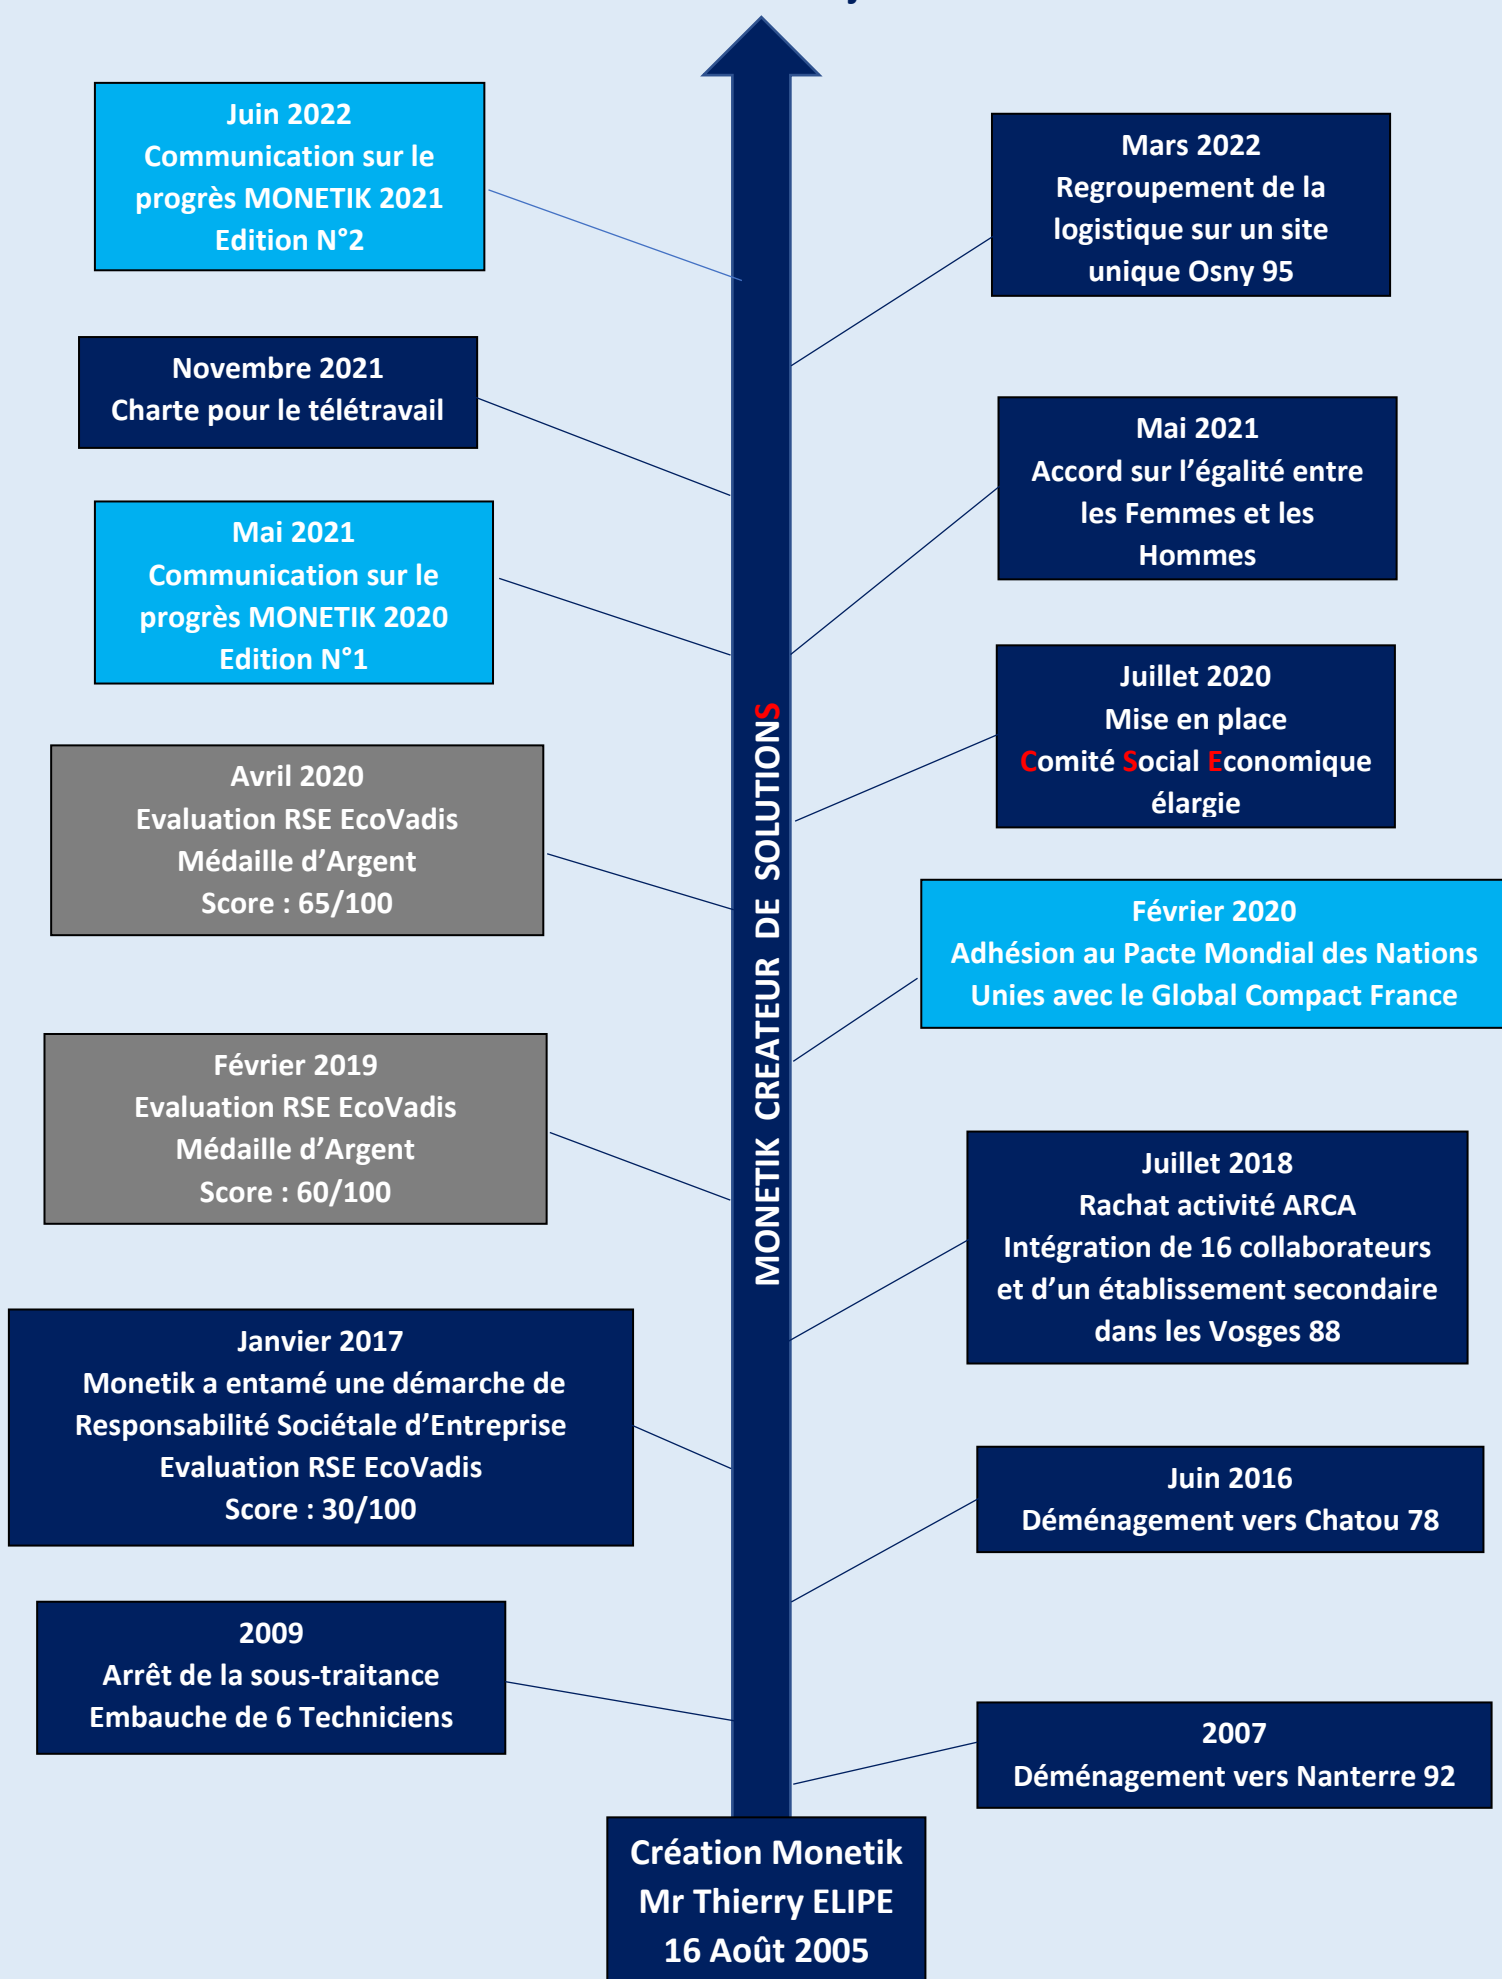 Juin 2022
Communication sur le
progrès MONETIK 2021
Edition N°2
Mars 2022
Regroupement de la
logistique sur un site
unique Osny 95
Novembre 2021
Charte pour le télétravail
Mai 2021
Accord sur l’égalité entre
les Femmes et les
Hommes
Mai 2021
Communication sur le
progrès MONETIK 2020
Edition N°1
Juillet 2020
Mise en place
Comité Social Economique
élargie
Avril 2020
Evaluation RSE EcoVadis
Médaille d’Argent
Score : 65/100
Février 2020
Adhésion au Pacte Mondial des Nations
Unies avec le Global Compact France
MONETIK CREATEUR DE SOLUTIONS
Février 2019
Evaluation RSE EcoVadis
Médaille d’Argent
Score : 60/100
Juillet 2018
Rachat activité ARCA
Intégration de 16 collaborateurs
et d’un établissement secondaire
dans les Vosges 88
Janvier 2017
Monetik a entamé une démarche de
Responsabilité Sociétale d’Entreprise
Evaluation RSE EcoVadis
Score : 30/100
Juin 2016
Déménagement vers Chatou 78
2009
Arrêt de la sous-traitance
Embauche de 6 Techniciens
2007
Déménagement vers Nanterre 92
Création Monetik
Mr Thierry ELIPE
16 Août 2005